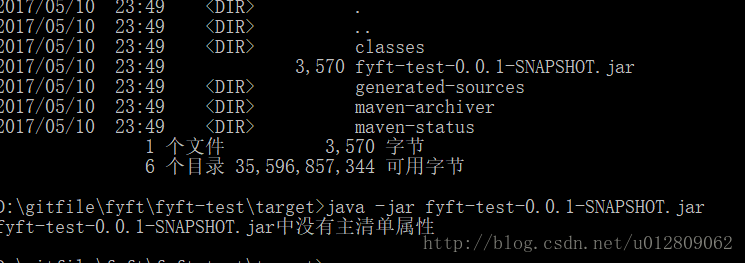 2017/05/10 23:49 <DIR> .
2017/05/10 23:49 <DIR> ..
2017/05/10 23:49 <DIR> classes
2017/05/10 23:49 3,570 fyft-test-0.0.1-SNAPSHOT.jar
2017/05/10 23:49 <DIR> generated-sources
2017/05/10 23:49 <DIR> maven-archiver
2017/05/10 23:49 <DIR> maven-status
1 个文件 3,570 字节
6 个目录 35,596,857,344 可用字节
D:\gitfile\fyft\fyft-test\target>java -jar fyft-test-0.0.1-SNAPSHOT.jar
fyft-test-0.0.1-SNAPSHOT.jar中没有主清单属性
http://blog.csdn.net/u012809062
D:\gitfile\fyft\fyft-test\target>